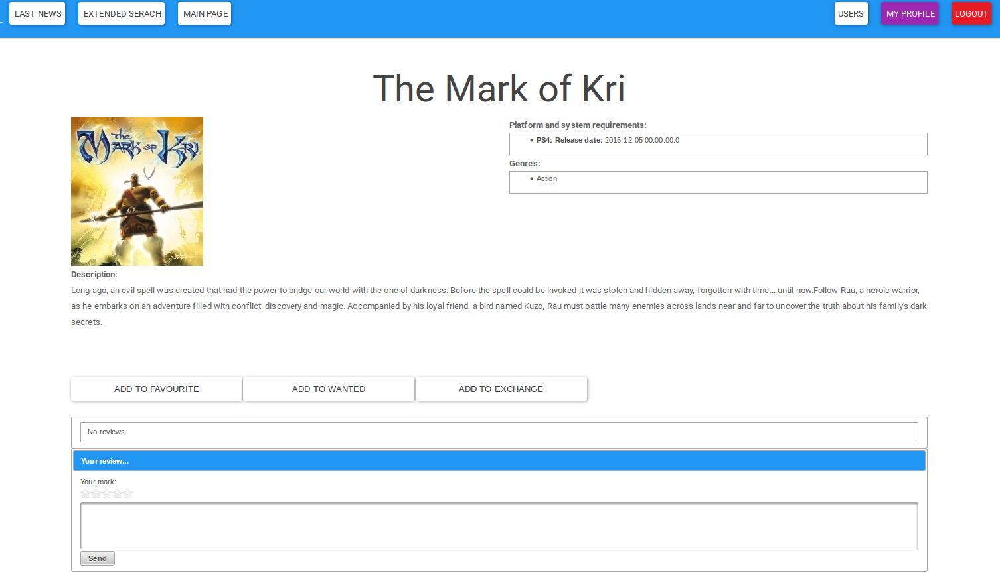 LAST NEWS EXTENDED SERACH MAIN PAGE USERS MY PROFILE LOGOUT
The Mark of Kri
the
MARK OF KRI
Platform and system requirements:
• PS4: Release date: 2015-12-05 00:00:00.0
Genres:
• Action
Description:
Long ago, an evil spell was created that had the power to bridge our world with the one of darkness. Before the spell could be invoked it was stolen and hidden away, forgotten with time... until now.Follow Rau, a heroic warrior,
as he embarks on an adventure filled with conflict, discovery and magic. Accompanied by his loyal friend, a bird named Kuzo, Rau must battle many enemies across lands near and far to uncover the truth about his family's dark
secrets.
ADD TO FAVOURITE ADD TO WANTED ADD TO EXCHANGE
No reviews
Your review...
Your mark:
Send